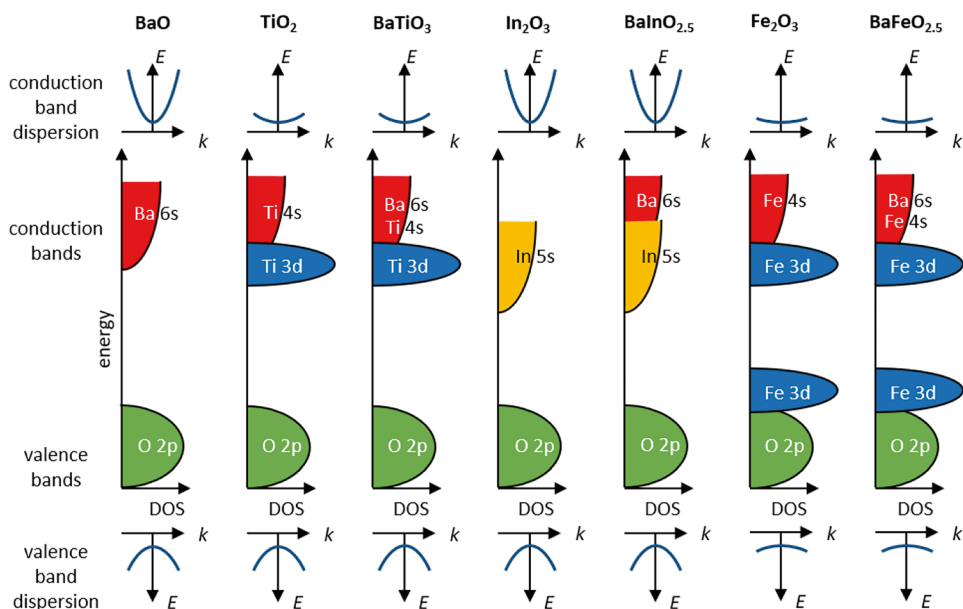 BaO TiO2 BaTiO3 In2O3 BaInO2.5 Fe2O3 BaFeO2.5
E E E E E E E
conduction
band
dispersion
k k k k k k k
conduction
bands
Ba 6s
Ti 4s
Ti 3d
Ba 6s
Ti 4s
Ti 3d
In 5s
Ba 6s
In 5s
Fe 4s
Fe 3d
Ba 6s
Fe 4s
Fe 3d
energy
Fe 3d Fe 3d
valence
bands
O 2p O 2p O 2p O 2p O 2p O 2p
DOS DOS DOS DOS DOS DOS
k k k k k k k
valence
band
dispersion
E E E E E E E